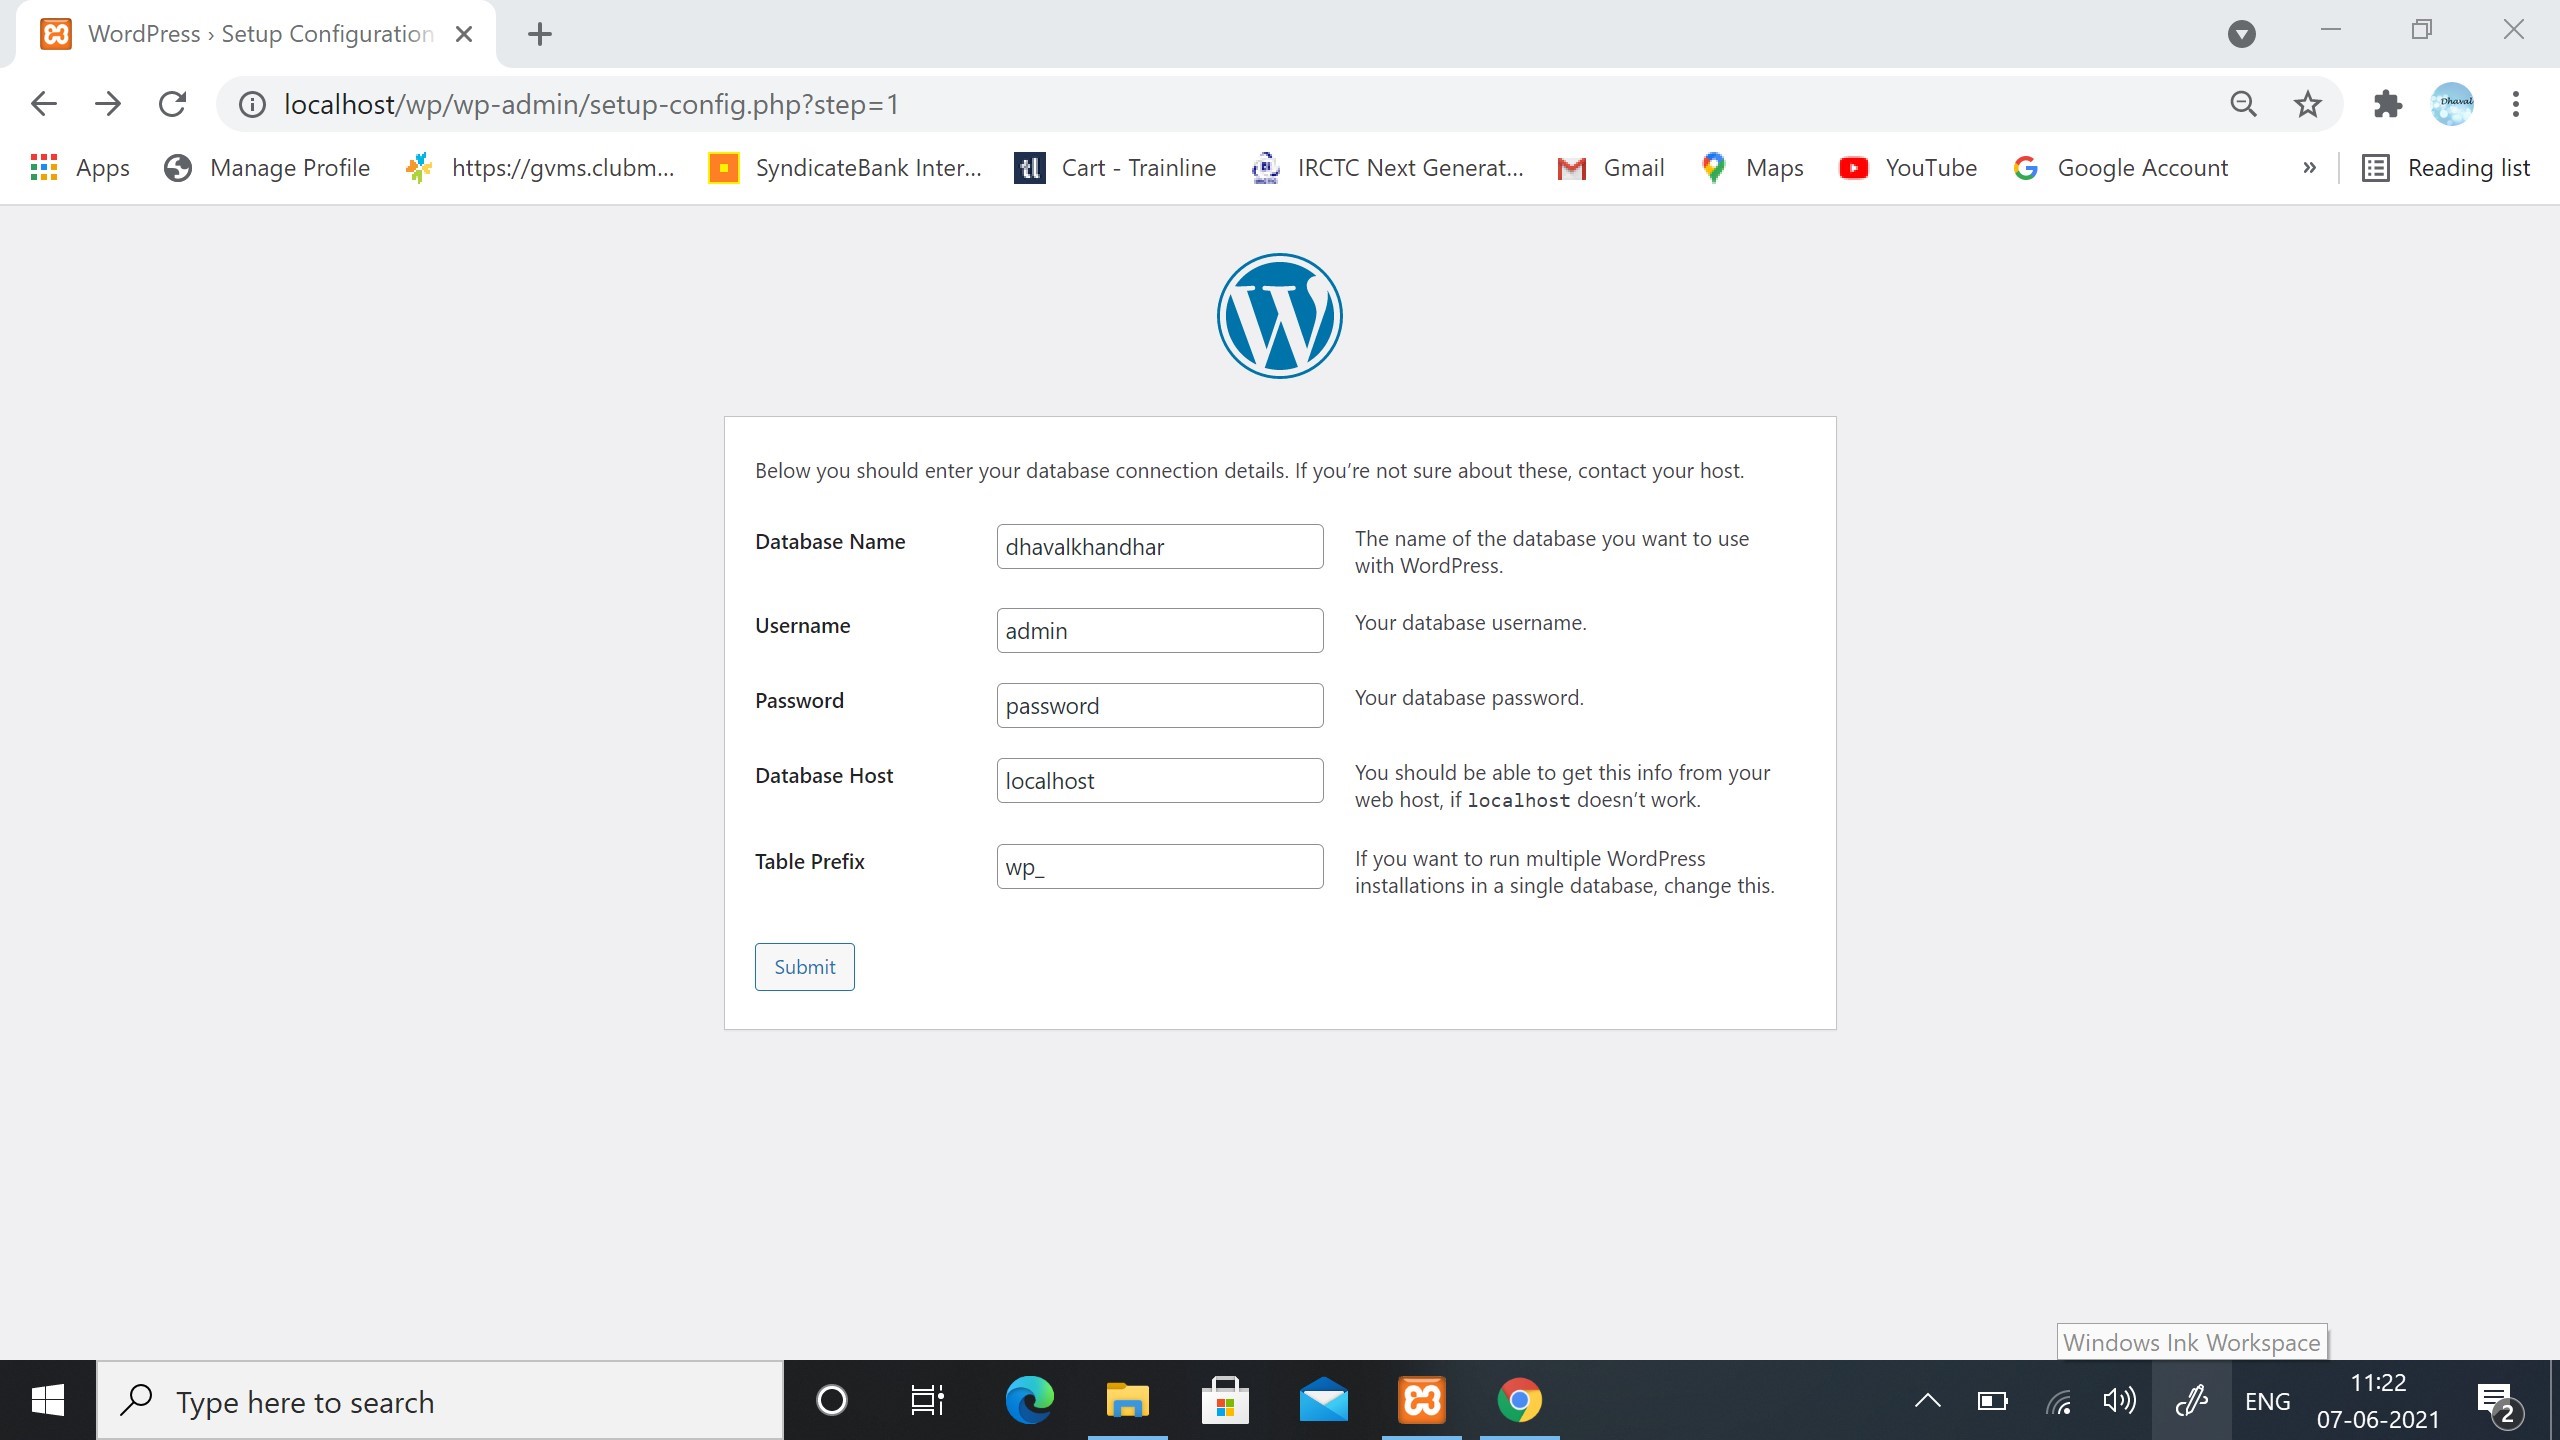 WordPress › Setup Configuration
localhost/wp/wp-admin/setup-config.php?step=1
Dhaval
Apps
Manage Profile
https://gvms.clubm...
SyndicateBank Inter...
tl
Cart - Trainline
IRCTC Next Generat...
Gmail
Maps
YouTube
Google Account
»
Reading list
Below you should enter your database connection details. If you’re not sure about these, contact your host.
Database Name
dhavalkhandhar
The name of the database you want to use
with WordPress.
Username
admin
Your database username.
Password
password
Your database password.
Database Host
localhost
You should be able to get this info from your
web host, if localhost doesn’t work.
Table Prefix
wp_
If you want to run multiple WordPress
installations in a single database, change this.
Submit
Windows Ink Workspace
Type here to search
ENG
11:22
07-06-2021
2